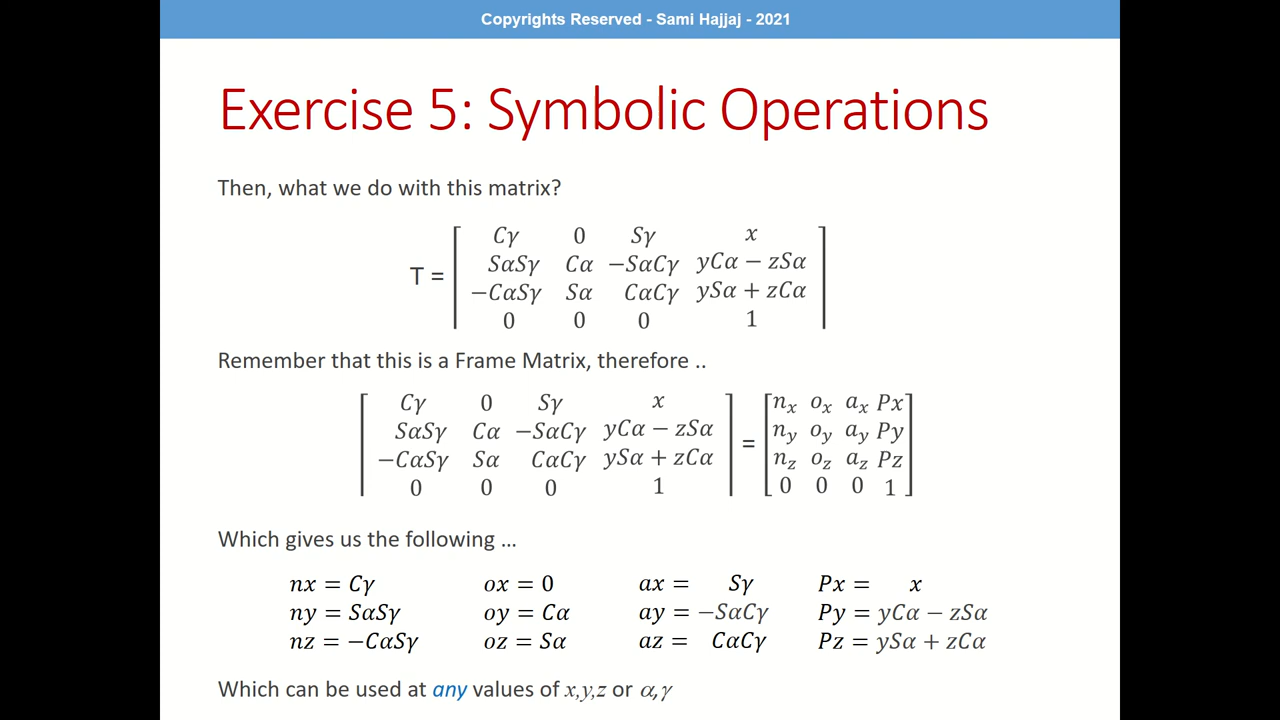 Copyrights Reserved - Sami Hajjaj - 2021
Exercise 5: Symbolic Operations
Then, what we do with this matrix?
Cγ 0 Sγ x
SαSγ Cα −SαCγ yCα − zSα
T =
−CαSγ Sα CαCγ ySα + zCα
0 0 0 1
Remember that this is a Frame Matrix, therefore ..
Cγ 0 Sγ x nx ox ax Px
SαSγ Cα −SαCγ yCα − zSα ny oy ay Py
=
−CαSγ Sα CαCγ ySα + zCα nz oz az Pz
0 0 0 1 0 0 0 1
Which gives us the following ...
nx = Cγ ox = 0 ax = Sγ Px = x
ny = SαSγ oy = Cα ay = −SαCγ Py = yCα − zSα
nz = −CαSγ oz = Sα az = CαCγ Pz = ySα + zCα
Which can be used at any values of x,y,z or α,γ